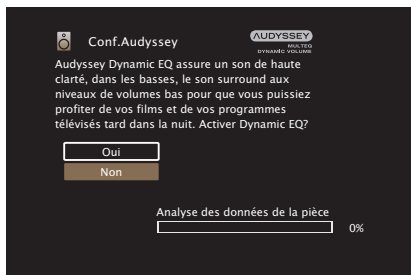 Conf.Audyssey
AUDYSSEY
MULTEQ
DYNAMIC VOLUME
Audyssey Dynamic EQ assure un son de haute
clarté, dans les basses, le son surround aux
niveaux de volumes bas pour que vous puissiez
profiter de vos films et de vos programmes
télévisés tard dans la nuit. Activer Dynamic EQ?
Oui
Non
Analyse des données de la pièce
0%